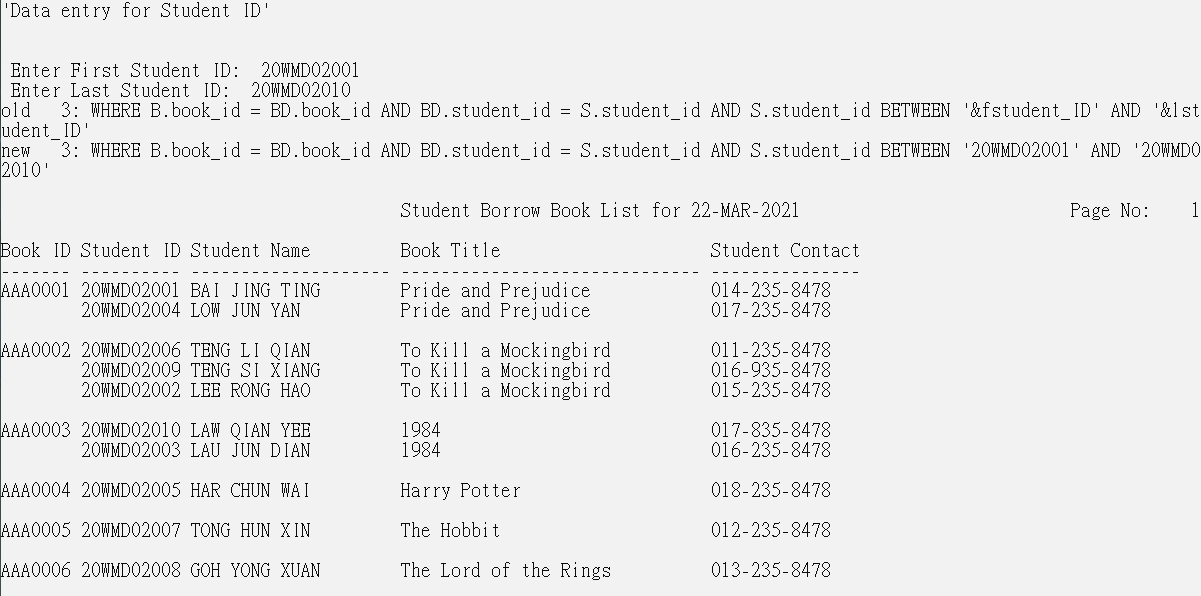 'Data entry for Student ID'
Enter First Student ID:  20WMD02001
Enter Last Student ID:  20WMD02010
old   3: WHERE B.book_id = BD.book_id AND BD.student_id = S.student_id AND S.student_id BETWEEN '&fstudent_ID' AND '&lst
udent_ID'
new   3: WHERE B.book_id = BD.book_id AND BD.student_id = S.student_id AND S.student_id BETWEEN '20WMD02001' AND '20WMD0
2010'
Student Borrow Book List for 22-MAR-2021                           Page No:    1
Book ID Student ID Student Name         Book Title                     Student Contact
------- ---------- -------------------- ------------------------------ ---------------
AAA0001 20WMD02001 BAI JING TING        Pride and Prejudice            014-235-8478
        20WMD02004 LOW JUN YAN          Pride and Prejudice            017-235-8478
AAA0002 20WMD02006 TENG LI QIAN         To Kill a Mockingbird          011-235-8478
        20WMD02009 TENG SI XIANG        To Kill a Mockingbird          016-935-8478
        20WMD02002 LEE RONG HAO         To Kill a Mockingbird          015-235-8478
AAA0003 20WMD02010 LAW QIAN YEE         1984                           017-835-8478
        20WMD02003 LAU JUN DIAN         1984                           016-235-8478
AAA0004 20WMD02005 HAR CHUN WAI         Harry Potter                   018-235-8478
AAA0005 20WMD02007 TONG HUN XIN         The Hobbit                     012-235-8478
AAA0006 20WMD02008 GOH YONG XUAN        The Lord of the Rings          013-235-8478